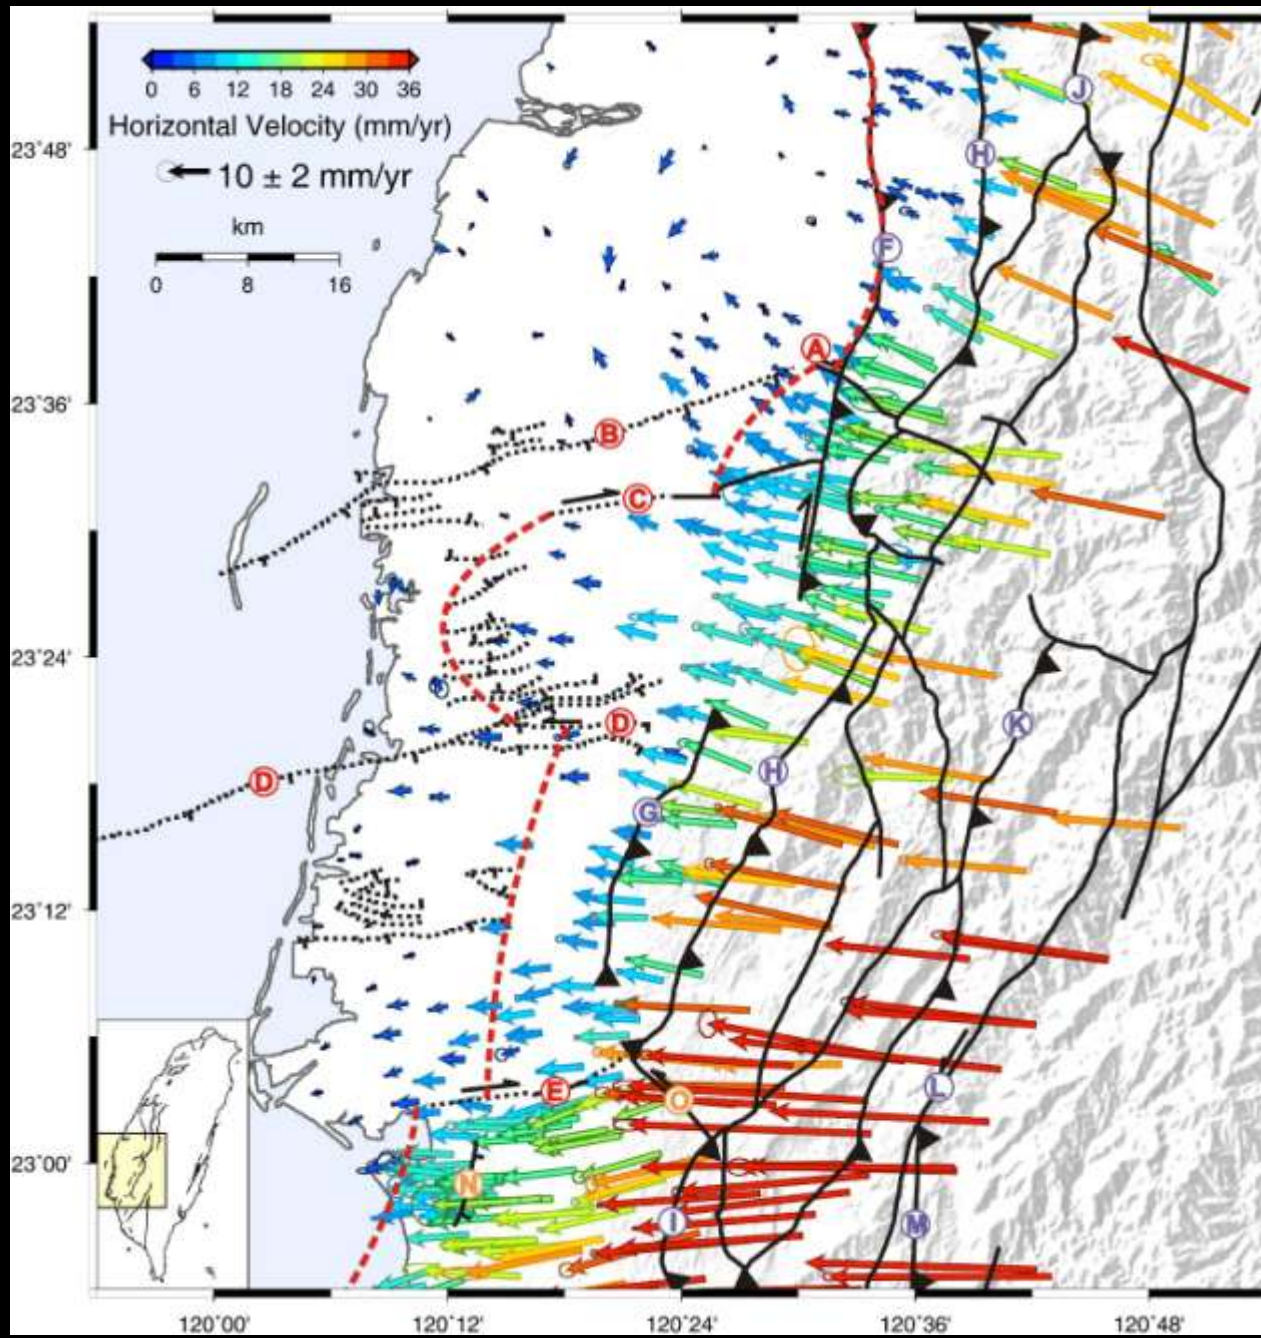 0 6 12 18 24 30 36
Horizontal Velocity (mm/yr)
10 ± 2 mm/yr
km
0 8 16
23˚48'
23˚36'
23˚24'
23˚12'
23˚00'
J
H
F
A
B
C
D
D
K
H
G
E
O
L
N
I
M
120˚00'
120˚12'
120˚24'
120˚36'
120˚48'